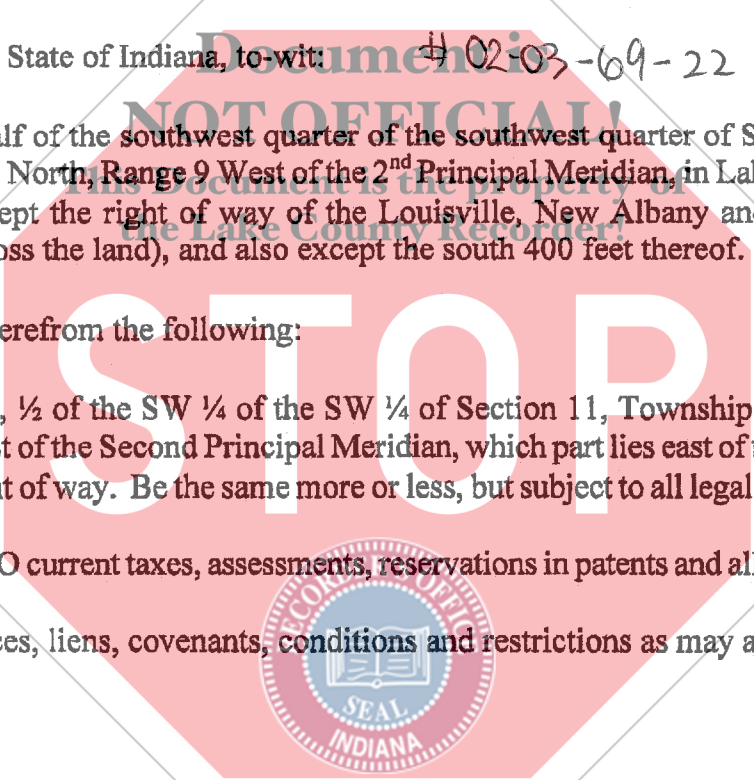 State of Indiana, to-wit: # 02-03-69-22
Document is
NOT OFFICIAL!
This Document is the property of
the Lake County Recorder!
alf of the southwest quarter of the southwest quarter of S
North, Range 9 West of the 2nd Principal Meridian, in Lal
ept the right of way of the Louisville, New Albany and
oss the land), and also except the south 400 feet thereof.
erefrom the following:
, ½ of the SW ¼ of the SW ¼ of Section 11, Township
t of the Second Principal Meridian, which part lies east of
t of way. Be the same more or less, but subject to all legal
O current taxes, assessments, reservations in patents and all
es, liens, covenants, conditions and restrictions as may a
STOP
RECORDER OFFICE
SEAL
INDIANA